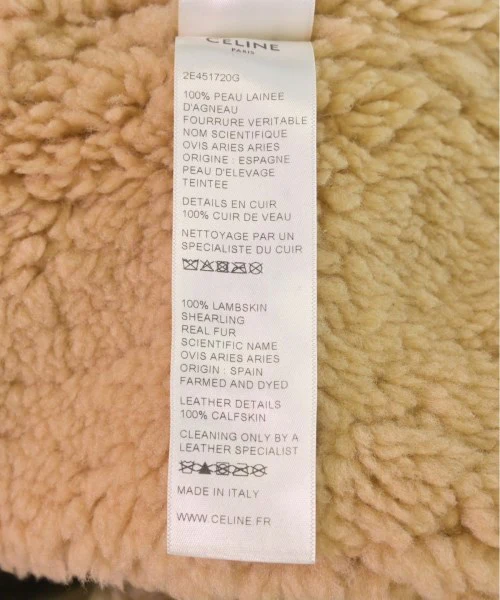 CELINE
PARIS
2E451720G
100% PEAU LAINEE
D'AGNEAU
FOURRURE VERITABLE
NOM SCIENTIFIQUE
OVIS ARIES ARIES
ORIGINE : ESPAGNE
PEAU D'ELEVAGE
TEINTEE
DETAILS EN CUIR
100% CUIR DE VEAU
NETTOYAGE PAR UN
SPECIALISTE DU CUIR
100% LAMBSKIN
SHEARLING
REAL FUR
SCIENTIFIC NAME
OVIS ARIES ARIES
ORIGIN : SPAIN
FARMED AND DYED
LEATHER DETAILS
100% CALFSKIN
CLEANING ONLY BY A
LEATHER SPECIALIST
MADE IN ITALY
WWW.CELINE.FR